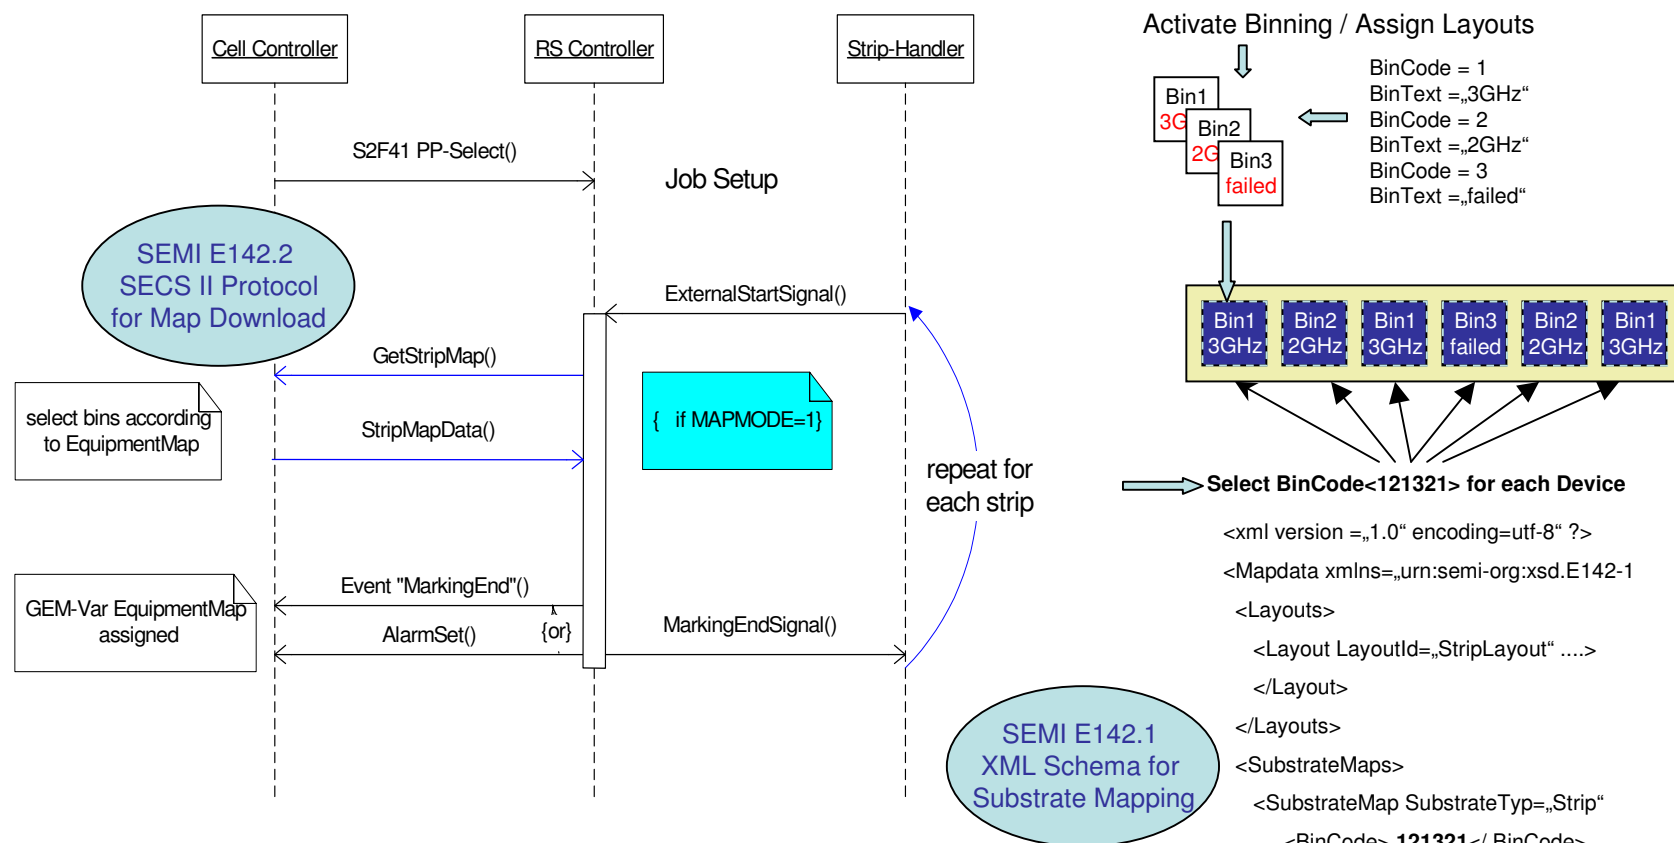 Cell Controller
RS Controller
Strip-Handler
S2F41 PP-Select()
Job Setup
SEMI E142.2
SECS II Protocol
for Map Download
ExternalStartSignal()
GetStripMap()
select bins according
to EquipmentMap
{ if MAPMODE=1}
StripMapData()
repeat for
each strip
Event "MarkingEnd"()
GEM-Var EquipmentMap
assigned
{or}
AlarmSet()
MarkingEndSignal()
SEMI E142.1
XML Schema for
Substrate Mapping
Activate Binning / Assign Layouts
Bin1
3G
Bin2
2G
Bin3
failed
BinCode = 1
BinText =„3GHz“
BinCode = 2
BinText =„2GHz“
BinCode = 3
BinText =„failed“
Bin1
3GHz
Bin2
2GHz
Bin1
3GHz
Bin3
failed
Bin2
2GHz
Bin1
3GHz
Select BinCode<121321> for each Device
<xml version =„1.0“ encoding=utf-8“ ?>
<Mapdata xmlns=„urn:semi-org:xsd.E142-1
<Layouts>
<Layout LayoutId=„StripLayout“ ....>
</Layout>
</Layouts>
<SubstrateMaps>
<SubstrateMap SubstrateTyp=„Strip“
<BinCode> 121321</ BinCode>